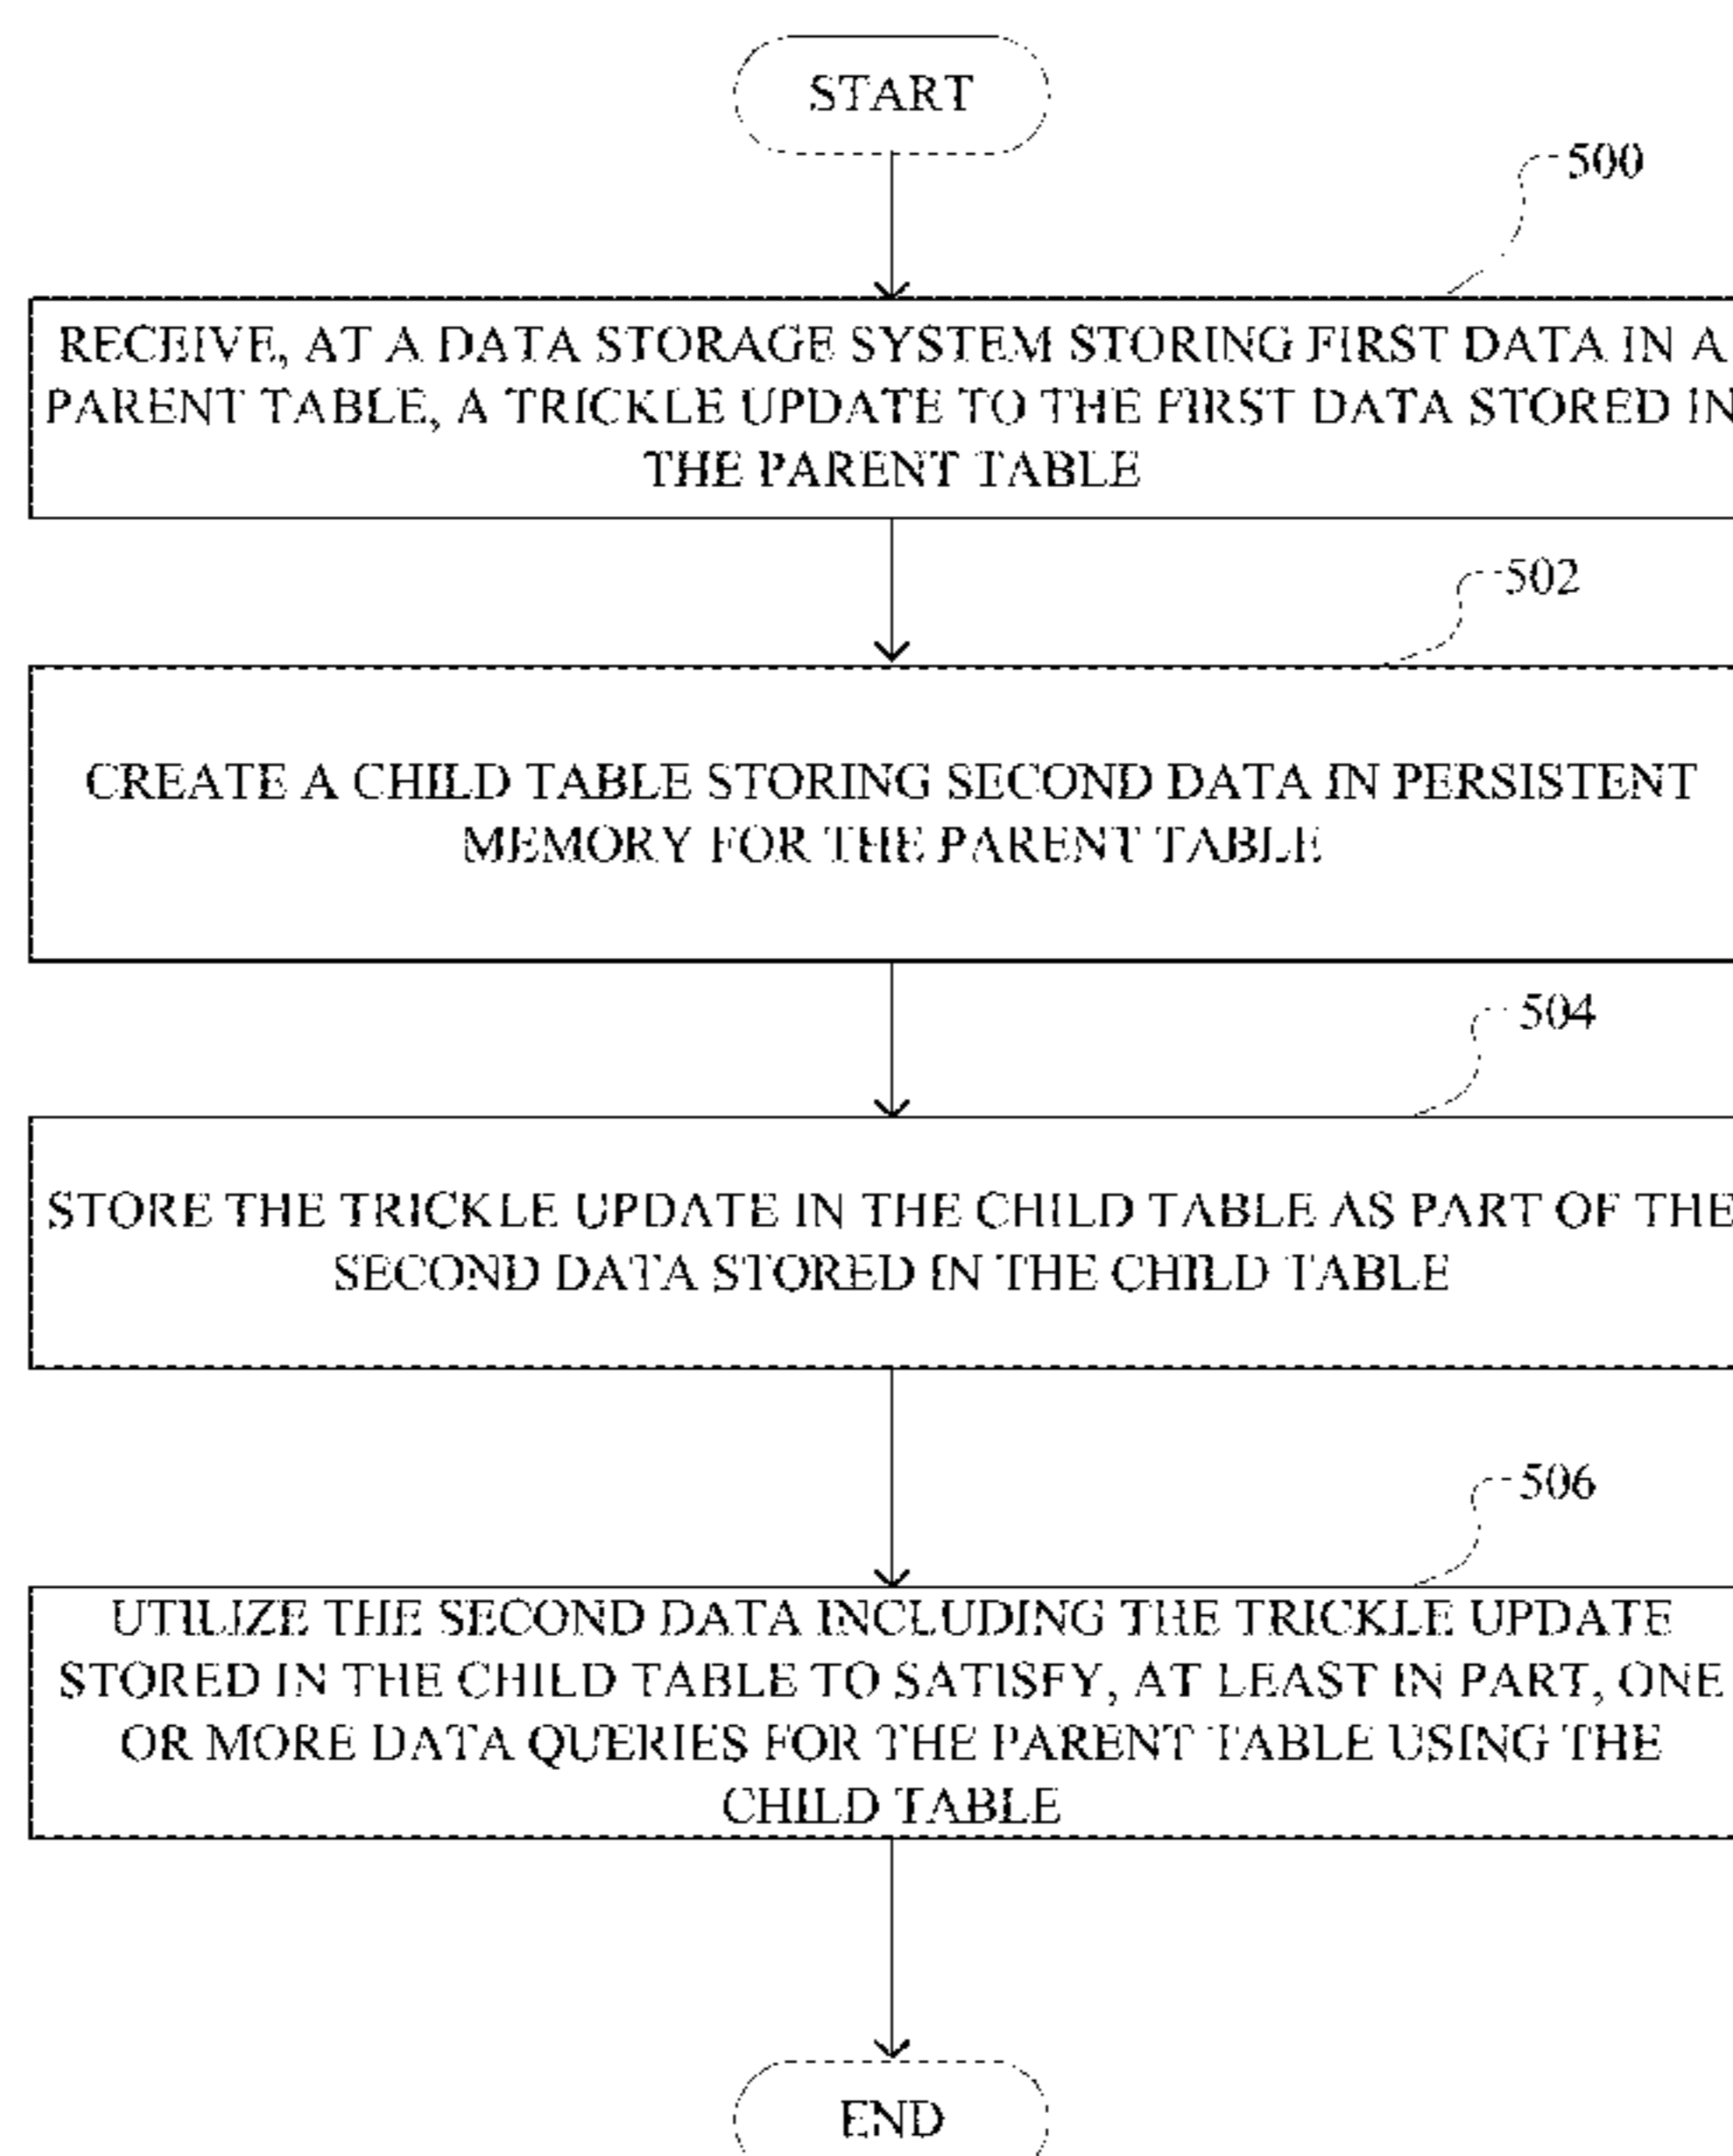 START
500
RECEIVE, AT A DATA STORAGE SYSTEM STORING FIRST DATA IN A
PARENT TABLE, A TRICKLE UPDATE TO THE FIRST DATA STORED IN
THE PARENT TABLE
502
CREATE A CHILD TABLE STORING SECOND DATA IN PERSISTENT
MEMORY FOR THE PARENT TABLE
504
STORE THE TRICKLE UPDATE IN THE CHILD TABLE AS PART OF THE
SECOND DATA STORED IN THE CHILD TABLE
506
UTILIZE THE SECOND DATA INCLUDING THE TRICKLE UPDATE
STORED IN THE CHILD TABLE TO SATISFY, AT LEAST IN PART, ONE
OR MORE DATA QUERIES FOR THE PARENT TABLE USING THE
CHILD TABLE
END